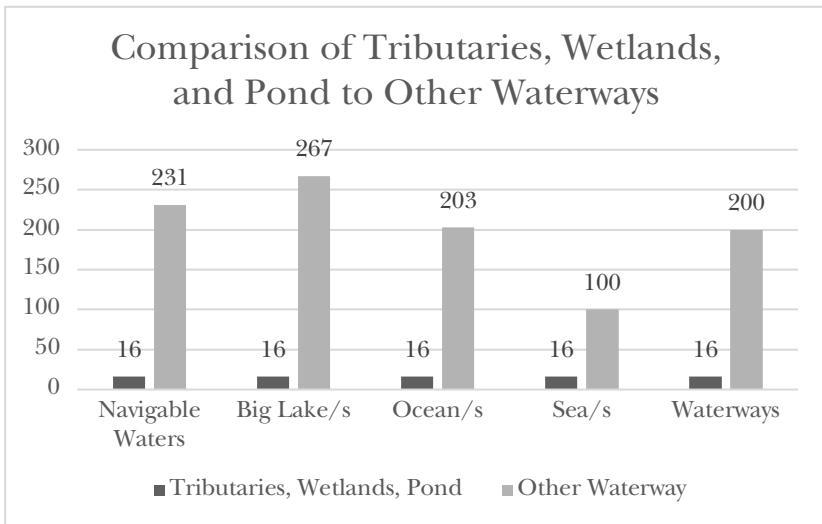 Comparison of Tributaries, Wetlands,
and Pond to Other Waterways
300
250
200
150
100
50
0
231
267
203
100
200
16
16
16
16
16
Navigable
Waters
Big Lake/s
Ocean/s
Sea/s
Waterways
Tributaries, Wetlands, Pond
Other Waterway